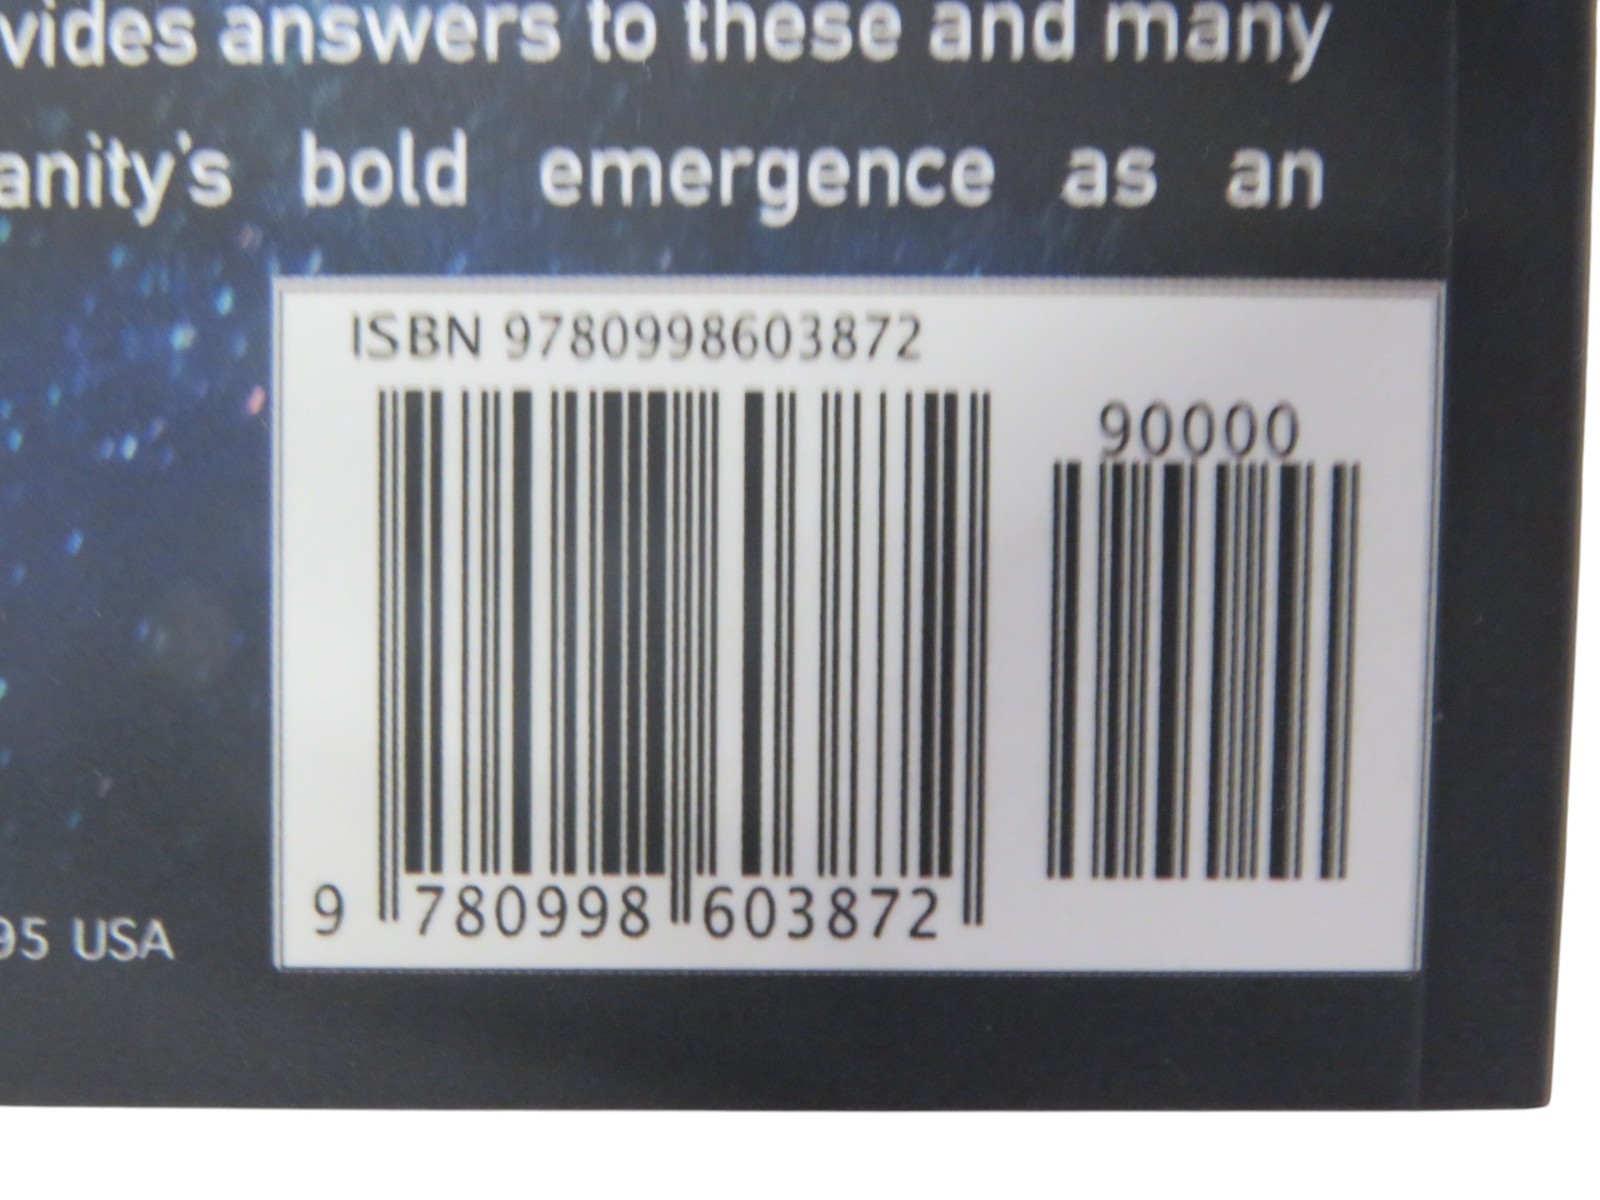 vides answers to these and many
anity's bold emergence as an
ISBN 9780998603872
90000
9 780998 603872
95 USA